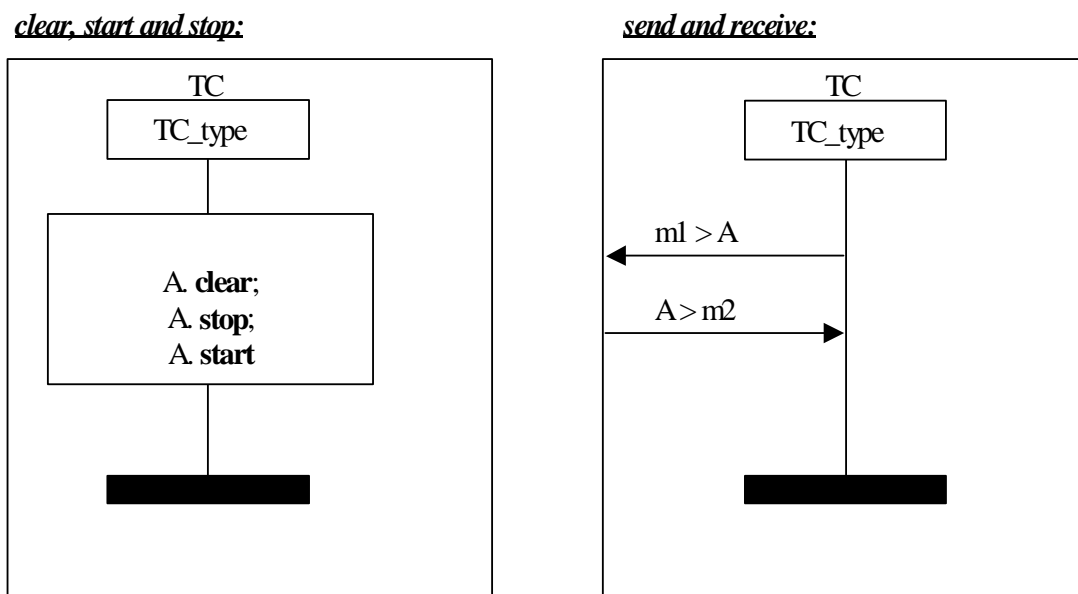 clear, start and stop:
TC
TC_type
A. clear;
A. stop;
A. start
send and receive:
TC
TC_type
m1 > A
A > m2